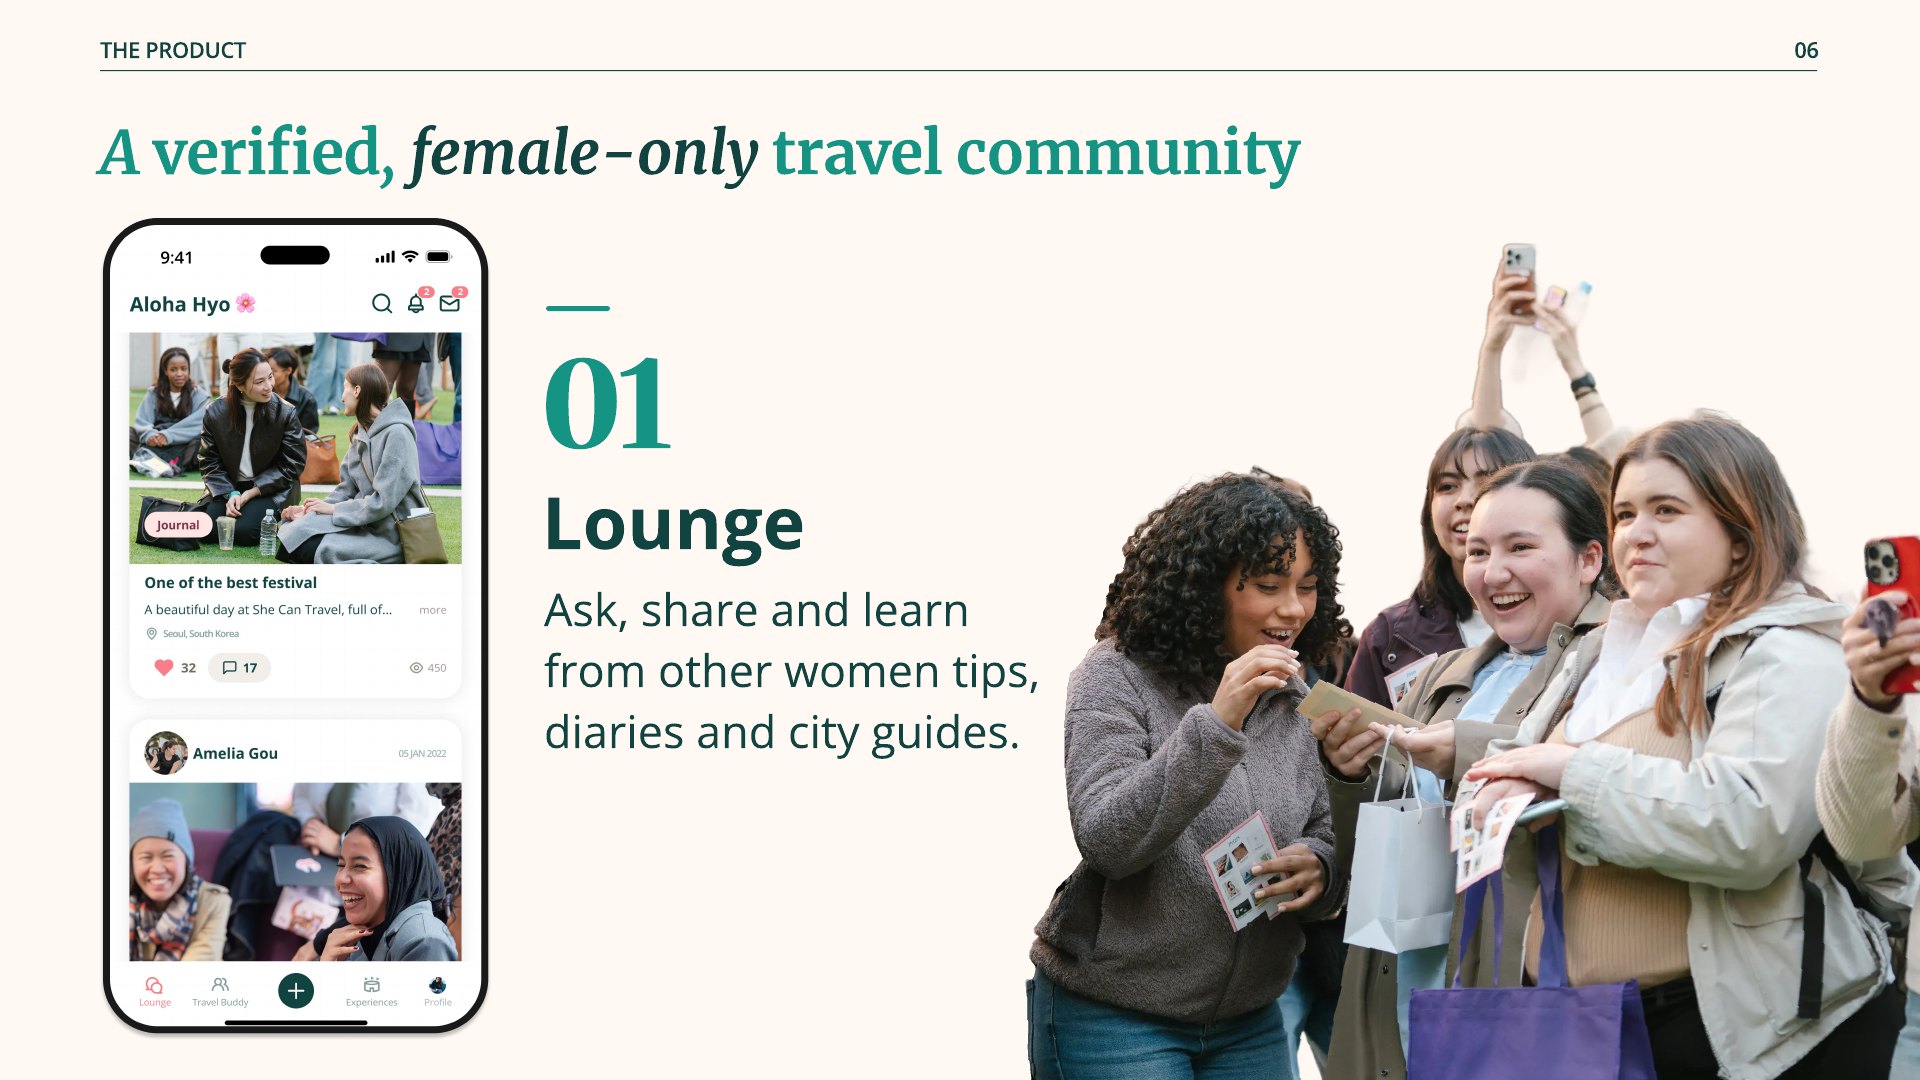 THE PRODUCT
06
A verified, female-only travel community
9:41
Aloha Hyo 🌸
2
2
Journal
One of the best festival
A beautiful day at She Can Travel, full of... more
Seoul, South Korea
32
17
450
Amelia Gou
05 JAN 2022
Lounge
Travel Buddy
Experiences
Profile
01
Lounge
Ask, share and learn
from other women tips,
diaries and city guides.